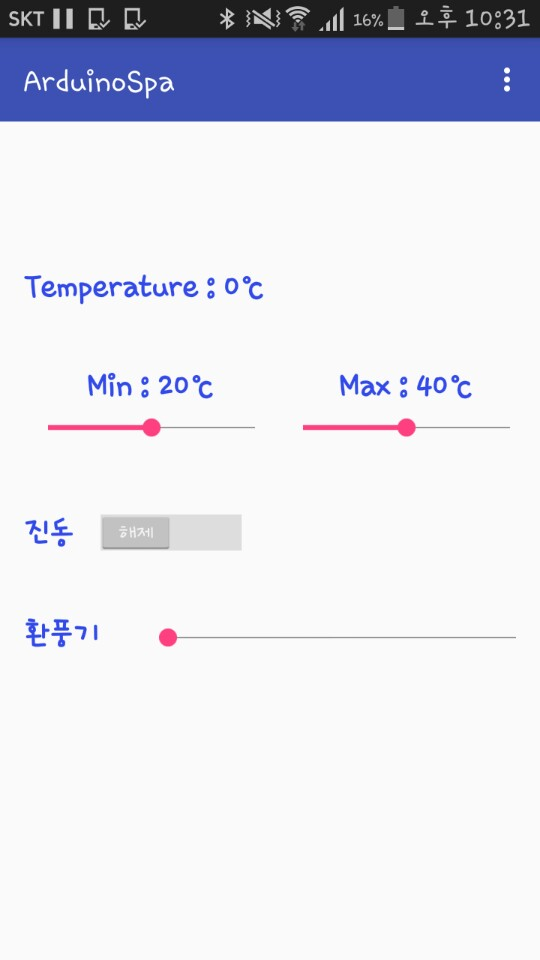 SKT 16% 오후 10:31
ArduinoSpa
Temperature : 0℃
Min : 20℃ Max : 40℃
진동 해제
환풍기